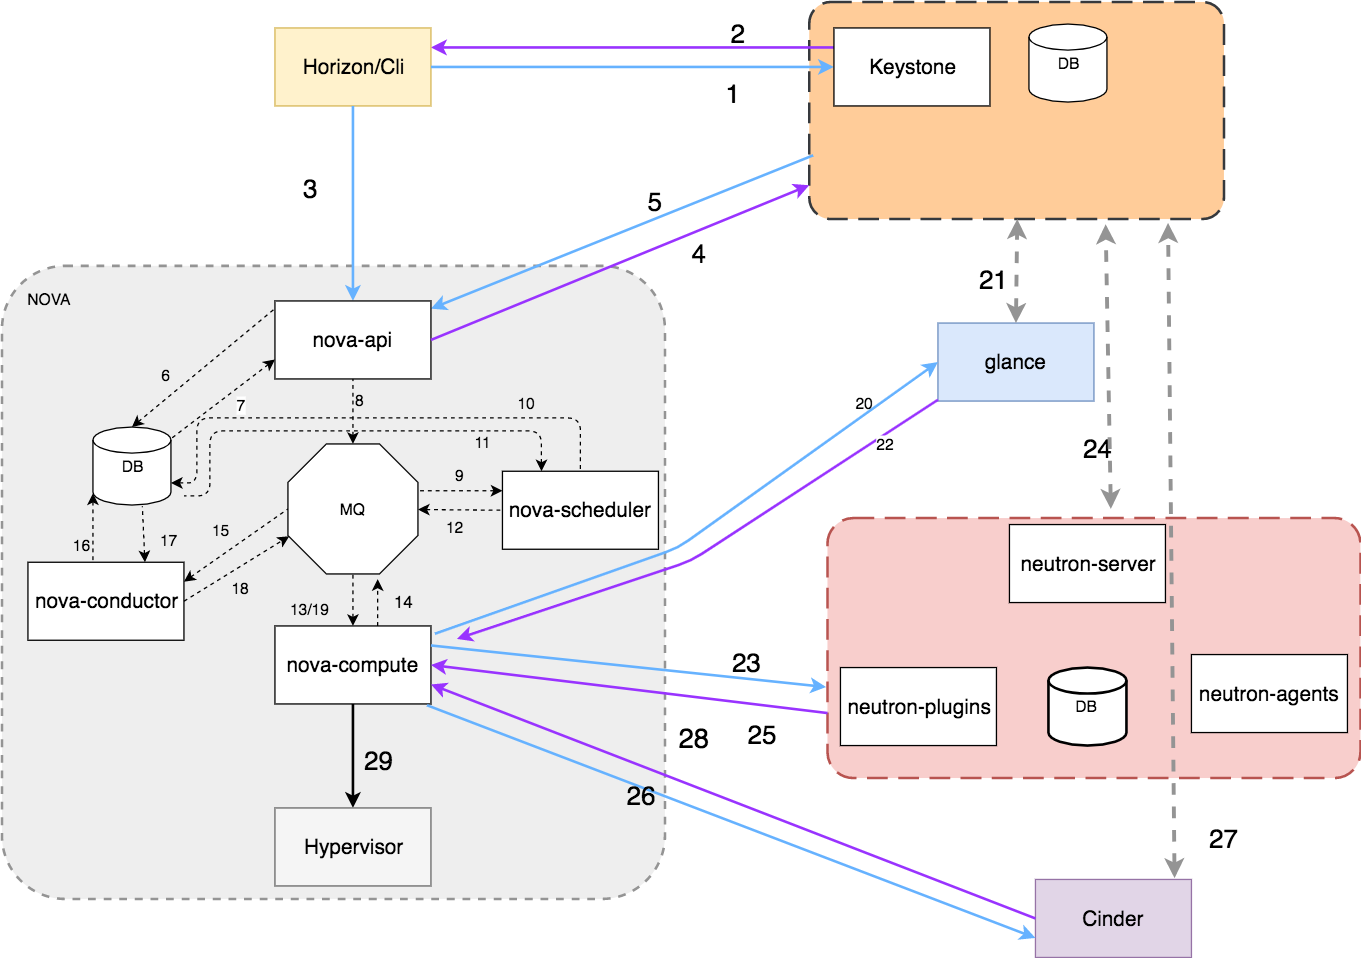 2
Horizon/Cli
Keystone
DB
1
3
5
4
21
NOVA
nova-api
glance
6
7
8
10
20
11
22
24
DB
9
MQ
nova-scheduler
12
15
16
17
18
nova-conductor
13/19
14
neutron-server
nova-compute
23
neutron-plugins
DB
neutron-agents
28
25
29
26
27
Hypervisor
Cinder